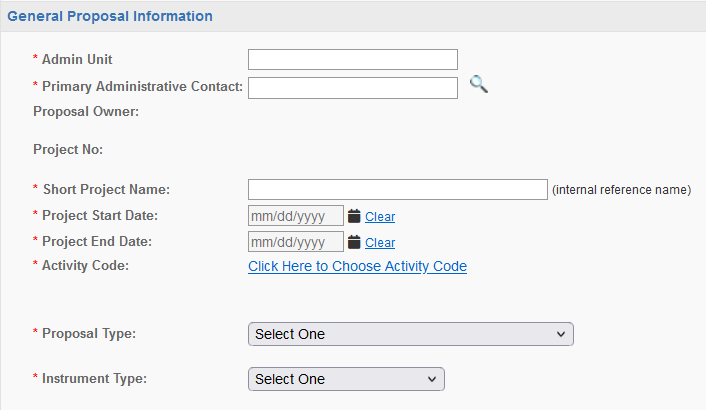 General Proposal Information
* Admin Unit
* Primary Administrative Contact:
Proposal Owner:
Project No:
* Short Project Name: (internal reference name)
* Project Start Date: mm/dd/yyyy Clear
* Project End Date: mm/dd/yyyy Clear
* Activity Code: Click Here to Choose Activity Code
* Proposal Type: Select One
* Instrument Type: Select One